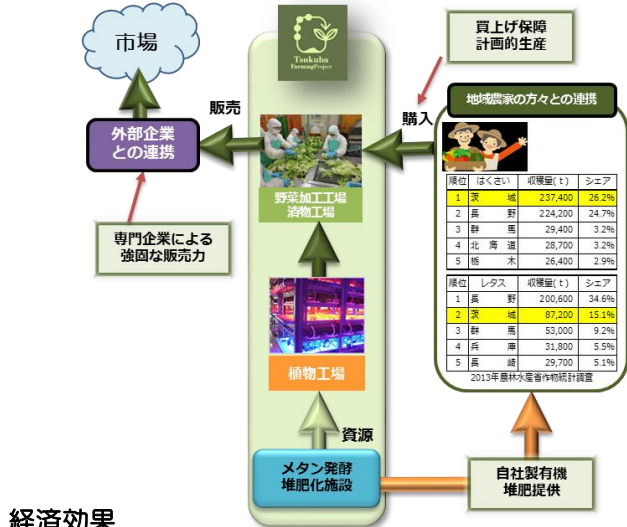 市場
Tsukuba
FarmingProject
買上げ保障
計画的生産
販売
購入
地域農家の方々との連携
外部企業
との連携
野菜加工工場
漬物工場
専門企業による
強固な販売力
順位 はくさい 収穫量(t) シェア
1 茨城 237,400 26.2%
2 長野 224,200 24.7%
3 群馬 29,400 3.2%
4 北海道 28,700 3.2%
5 栃木 26,400 2.9%
順位 レタス 収穫量(t) シェア
1 長野 200,600 34.6%
2 茨城 87,200 15.1%
3 群馬 53,000 9.2%
4 兵庫 31,800 5.5%
5 長崎 29,700 5.1%
2013年農林水産省作物統計調査
植物工場
資源
メタン発酵
堆肥化施設
自社製有機
堆肥提供
経済効果